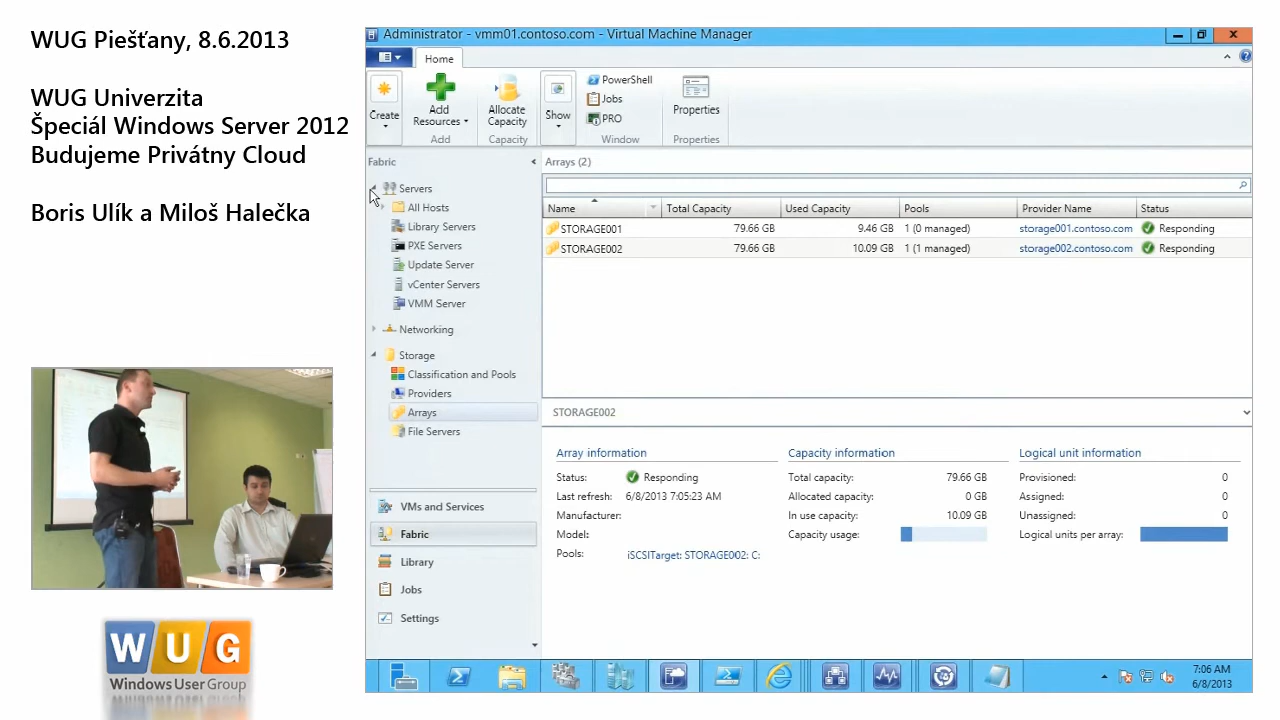 WUG Piešťany, 8.6.2013
WUG Univerzita
Špeciál Windows Server 2012
Budujeme Privátny Cloud
Boris Ulík a Miloš Halečka
WUG
Windows User Group
Administrator - vmm01.contoso.com - Virtual Machine Manager
Home
Create
Add Resources
Add
Allocate Capacity
Capacity
Show
PowerShell
Jobs
PRO
Window
Properties
Properties
Fabric
Servers
All Hosts
Library Servers
PXE Servers
Update Server
vCenter Servers
VMM Server
Networking
Storage
Classification and Pools
Providers
Arrays
File Servers
VMs and Services
Fabric
Library
Jobs
Settings
Arrays (2)
Name Total Capacity Used Capacity Pools Provider Name Status
STORAGE001 79.66 GB 9.46 GB 1 (0 managed) storage001.contoso.com Responding
STORAGE002 79.66 GB 10.09 GB 1 (1 managed) storage002.contoso.com Responding
STORAGE002
Array information
Status: Responding
Last refresh: 6/8/2013 7:05:23 AM
Manufacturer:
Model:
Pools: iSCSITarget: STORAGE002: C:
Capacity information
Total capacity: 79.66 GB
Allocated capacity: 0 GB
In use capacity: 10.09 GB
Capacity usage:
Logical unit information
Provisioned: 0
Assigned: 0
Unassigned: 0
Logical units per array:
7:06 AM
6/8/2013